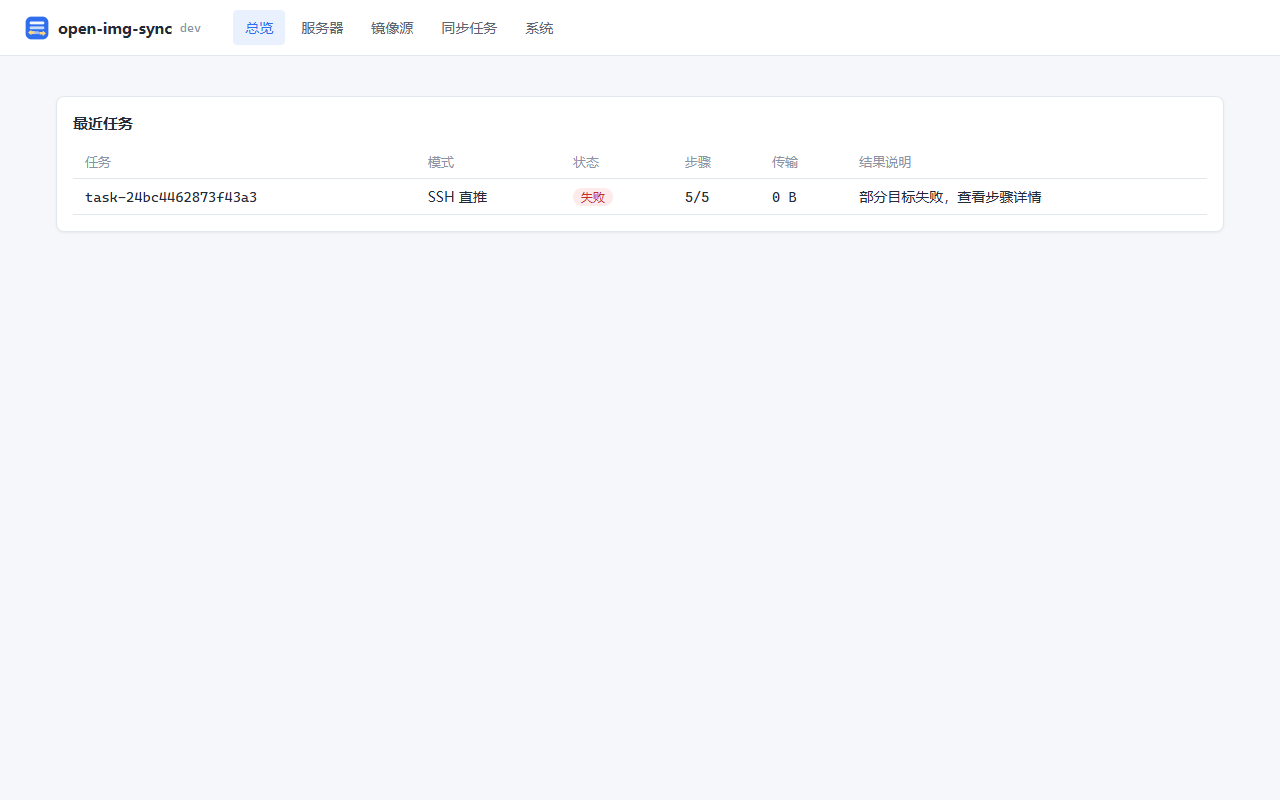 open-img-sync dev 总览 服务器 镜像源 同步任务 系统
最近任务
任务 模式 状态 步骤 传输 结果说明
task-24bc4462873f43a3 SSH 直推 失败 5/5 0 B 部分目标失败，查看步骤详情